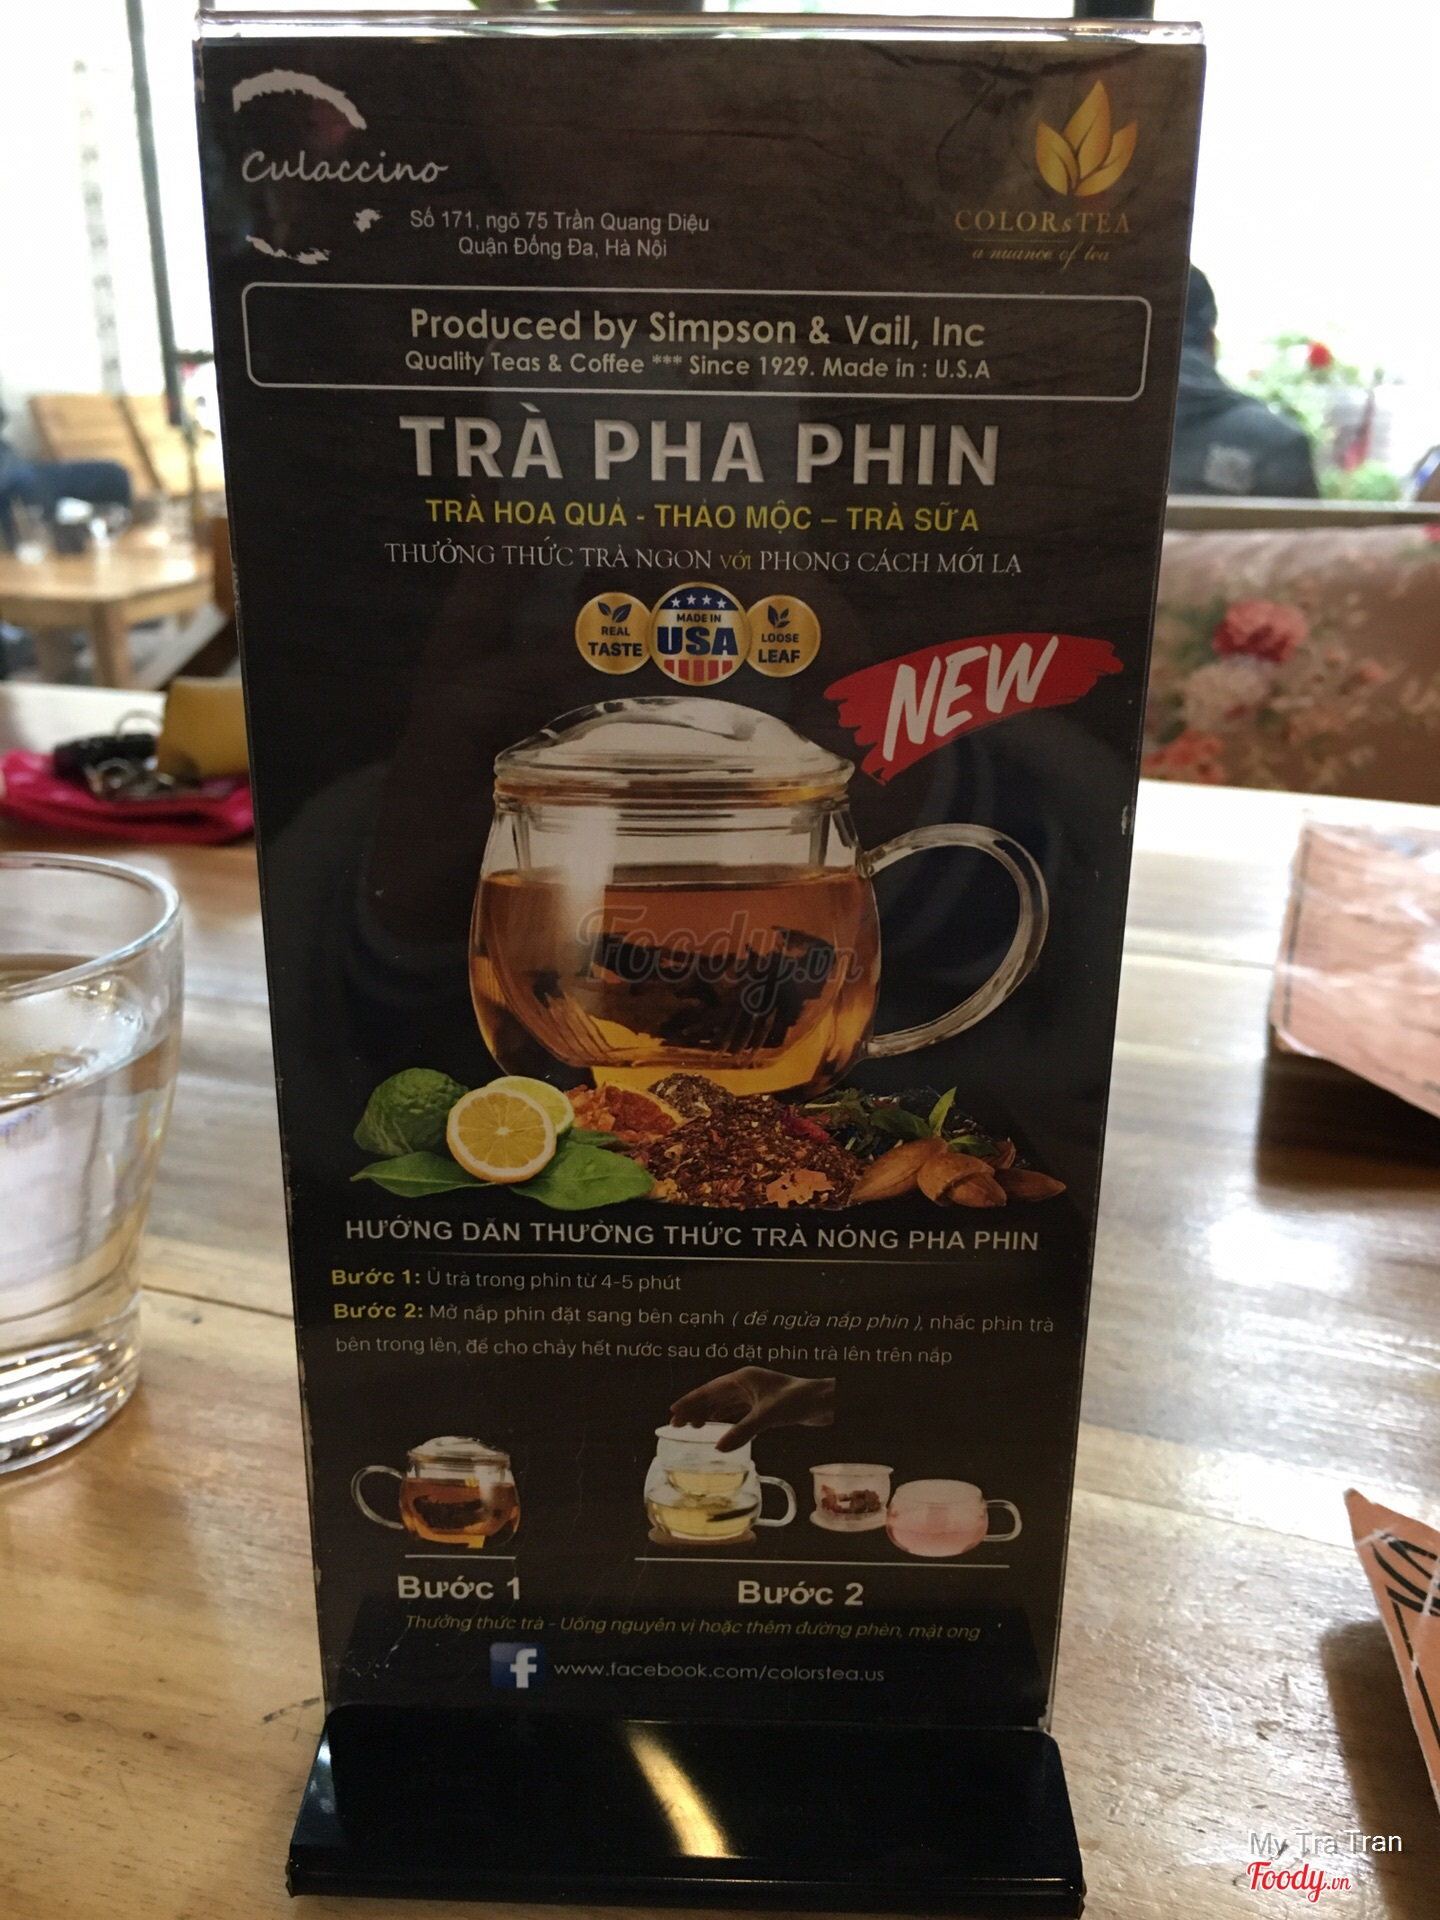 Culaccino
Số 171, ngõ 75 Trần Quang Diệu
Quận Đống Đa, Hà Nội
COLORsTEA
a nuance of tea
Produced by Simpson & Vail, Inc
Quality Teas & Coffee *** Since 1929. Made in : U.S.A
TRÀ PHA PHIN
TRÀ HOA QUẢ - THẢO MỘC – TRÀ SỮA
THƯỞNG THỨC TRÀ NGON với PHONG CÁCH MỚI LẠ
REAL
TASTE
MADE IN
USA
LOOSE
LEAF
NEW
Foody.vn
HƯỚNG DẪN THƯỞNG THỨC TRÀ NÓNG PHA PHIN
Bước 1: Ủ trà trong phin từ 4-5 phút
Bước 2: Mở nắp phin đặt sang bên cạnh ( để ngửa nắp phin ), nhấc phin trà
bên trong lên, để cho chảy hết nước sau đó đặt phin trà lên trên nắp
Bước 1
Bước 2
Thưởng thức trà - Uống nguyên vị hoặc thêm đường phèn, mật ong
f www.facebook.com/colorstea.us
My Tra Tran
Foody.vn